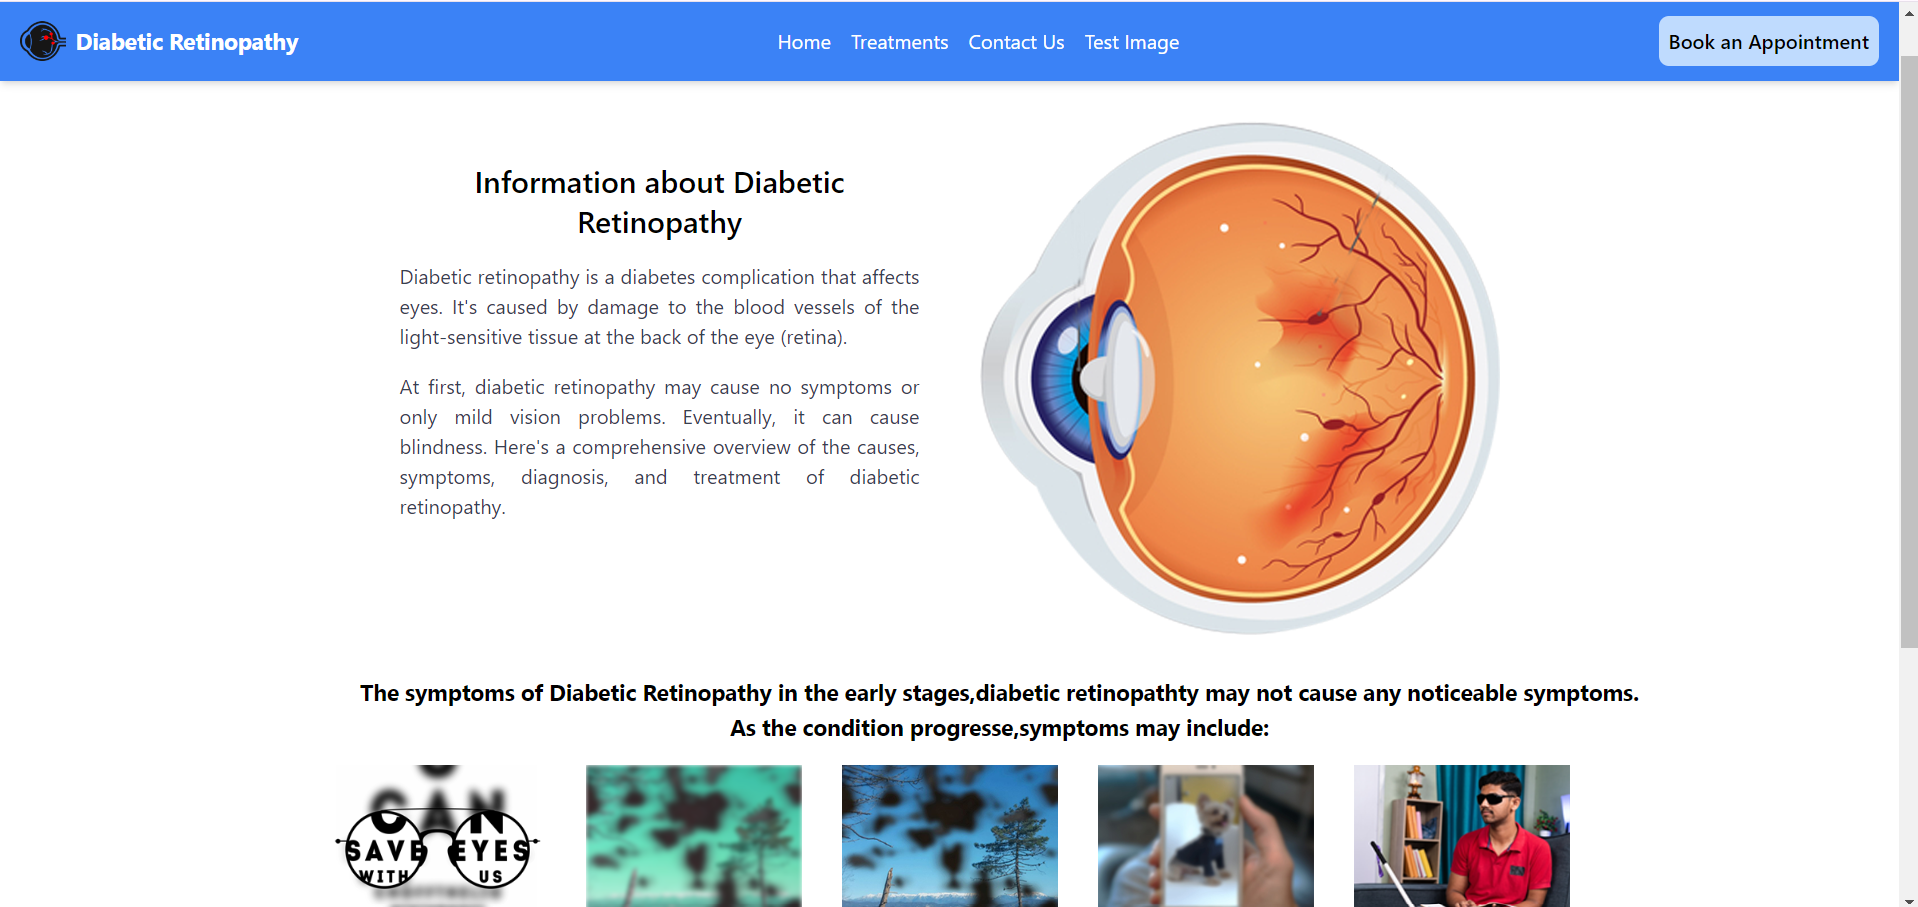 Diabetic Retinopathy
Home Treatments Contact Us Test Image
Book an Appointment
Information about Diabetic
Retinopathy
Diabetic retinopathy is a diabetes complication that affects
eyes. It's caused by damage to the blood vessels of the
light-sensitive tissue at the back of the eye (retina).
At first, diabetic retinopathy may cause no symptoms or
only mild vision problems. Eventually, it can cause
blindness. Here's a comprehensive overview of the causes,
symptoms, diagnosis, and treatment of diabetic
retinopathy.
The symptoms of Diabetic Retinopathy in the early stages,diabetic retinopathty may not cause any noticeable symptoms.
As the condition progresse,symptoms may include:
CAN
SAVE EYES
WITH US